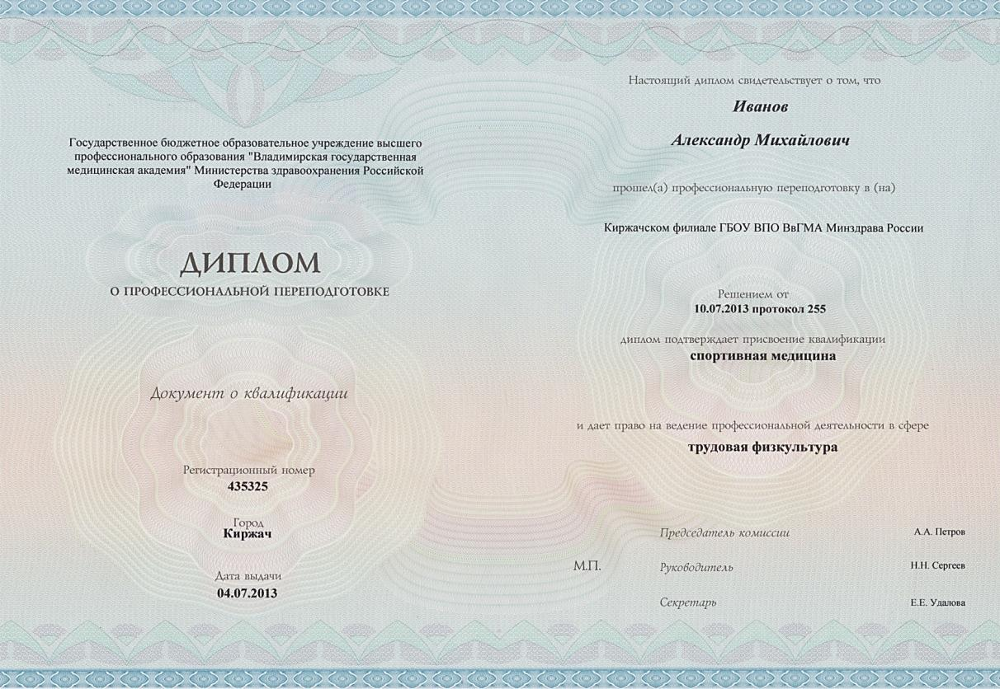 Государственное бюджетное образовательное учреждение высшего
профессионального образования "Владимирская государственная
медицинская академия" Министерства здравоохранения Российской
Федерации
ДИПЛОМ
О ПРОФЕССИОНАЛЬНОЙ ПЕРЕПОДГОТОВКЕ
Документ о квалификации
Регистрационный номер
435325
Город
Киржач
Дата выдачи
04.07.2013
Настоящий диплом свидетельствует о том, что
Иванов
Александр Михайлович
прошел(а) профессиональную переподготовку в (на)
Киржачском филиале ГБОУ ВПО ВвГМА Минздрава России
Решением от
10.07.2013 протокол 255
диплом подтверждает присвоение квалификации
спортивная медицина
и дает право на ведение профессиональной деятельности в сфере
трудовая физкультура
Председатель комиссии А.А. Петров
М.П. Руководитель Н.Н. Сергеев
Секретарь Е.Е. Удалова